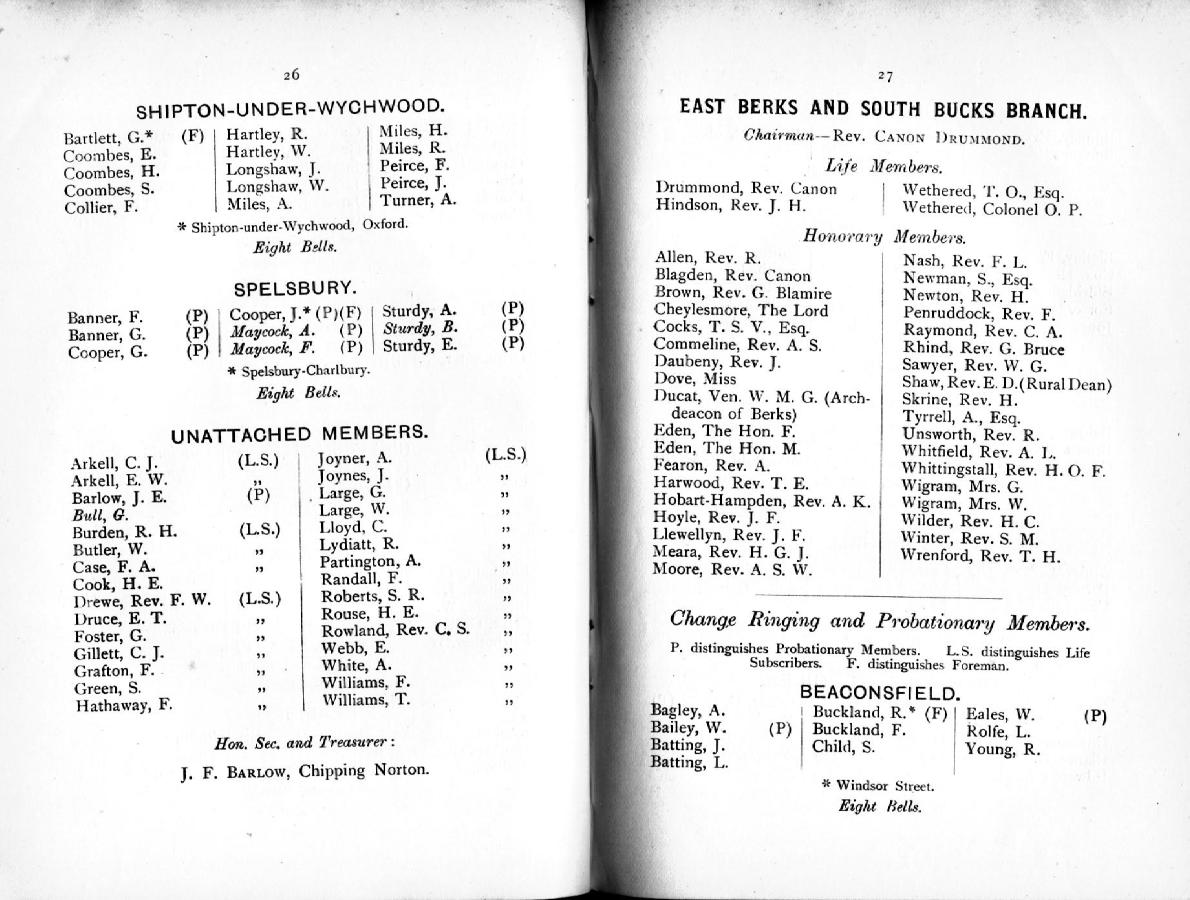 26
SHIPTON-UNDER-WYCHWOOD.
Bartlett, G.* (F)
Coombes, E.
Coombes, H.
Coombes, S.
Collier, F.
Hartley, R.
Hartley, W.
Longshaw, J.
Longshaw, W.
Miles, A.
Miles, H.
Miles, R.
Peirce, F.
Peirce, J.
Turner, A.
* Shipton-under-Wychwood, Oxford.
Eight Bells.
SPELSBURY.
Banner, F. (P)
Banner, G. (P)
Cooper, G. (P)
Cooper, J.* (P)(F)
Maycock, A. (P)
Maycock, F. (P)
Sturdy, A. (P)
Sturdy, B. (P)
Sturdy, E. (P)
* Spelsbury-Charlbury.
Eight Bells.
UNATTACHED MEMBERS.
Arkell, C. J. (L.S.)
Arkell, E. W. ,,
Barlow, J. E. (P)
Bull, G.
Burden, R. H. (L.S.)
Butler, W. ,,
Case, F. A. ,,
Cook, H. E.
Drewe, Rev. F. W. (L.S.)
Druce, E. T. ,,
Foster, G. ,,
Gillett, C. J. ,,
Grafton, F. ,,
Green, S. ,,
Hathaway, F. ,,
Joyner, A. (L.S.)
Joynes, J. ,,
Large, G. ,,
Large, W. ,,
Lloyd, C. ,,
Lydiatt, R. ,,
Partington, A. ,,
Randall, F. ,,
Roberts, S. R. ,,
Rouse, H. E. ,,
Rowland, Rev. C. S. ,,
Webb, E. ,,
White, A. ,,
Williams, F. ,,
Williams, T. ,,
Hon. Sec. and Treasurer :
J. F. BARLOW, Chipping Norton.
27
EAST BERKS AND SOUTH BUCKS BRANCH.
Chairman—REV. CANON DRUMMOND.
Life Members.
Drummond, Rev. Canon
Hindson, Rev. J. H.
Wethered, T. O., Esq.
Wethered, Colonel O. P.
Honorary Members.
Allen, Rev. R.
Blagden, Rev. Canon
Brown, Rev. G. Blamire
Cheylesmore, The Lord
Cocks, T. S. V., Esq.
Commeline, Rev. A. S.
Daubeny, Rev. J.
Dove, Miss
Ducat, Ven. W. M. G. (Arch-
deacon of Berks)
Eden, The Hon. F.
Eden, The Hon. M.
Fearon, Rev. A.
Harwood, Rev. T. E.
Hobart-Hampden, Rev. A. K.
Hoyle, Rev. J. F.
Llewellyn, Rev. J. F.
Meara, Rev. H. G. J.
Moore, Rev. A. S. W.
Nash, Rev. F. L.
Newman, S., Esq.
Newton, Rev. H.
Penruddock, Rev. F.
Raymond, Rev. C. A.
Rhind, Rev. G. Bruce
Sawyer, Rev. W. G.
Shaw, Rev. E. D. (Rural Dean)
Skrine, Rev. H.
Tyrrell, A., Esq.
Unsworth, Rev. R.
Whitfield, Rev. A. L.
Whittingstall, Rev. H. O. F.
Wigram, Mrs. G.
Wigram, Mrs. W.
Wilder, Rev. H. C.
Winter, Rev. S. M.
Wrenford, Rev. T. H.
Change Ringing and Probationary Members.
P. distinguishes Probationary Members. L.S. distinguishes Life
Subscribers. F. distinguishes Foreman.
BEACONSFIELD.
Bagley, A.
Bailey, W. (P)
Batting, J.
Batting, L.
Buckland, R.* (F)
Buckland, F.
Child, S.
Eales, W. (P)
Rolfe, L.
Young, R.
* Windsor Street.
Eight Bells.